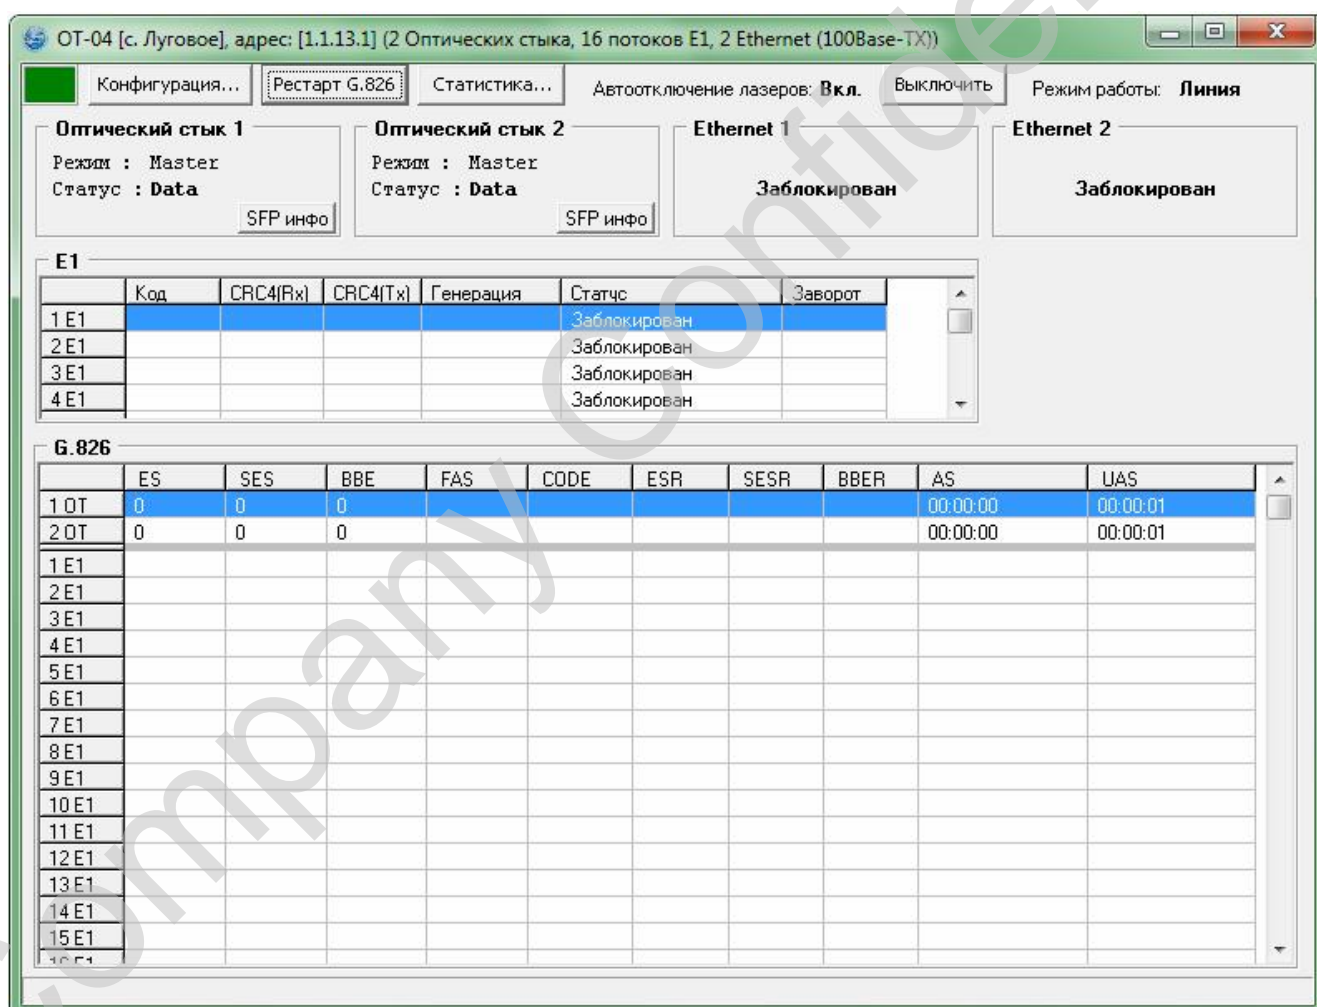 ОТ-04 [с. Луговое], адрес: [1.1.13.1] (2 Оптических стыка, 16 потоков E1, 2 Ethernet (100Base-TX))
Конфигурация... Рестарт G.826 Статистика... Автоотключение лазеров: Вкл. Выключить Режим работы: Линия
Оптический стык 1 Оптический стык 2 Ethernet 1 Ethernet 2
Режим : Master Режим : Master
Статус : Data Статус : Data Заблокирован Заблокирован
SFP инфо SFP инфо
E1
Код CRC4(Rx) CRC4(Tx) Генерация Статус Заворот
1 E1 Заблокирован
2 E1 Заблокирован
3 E1 Заблокирован
4 E1 Заблокирован
G.826
ES SES BBE FAS CODE ESR SESR BBER AS UAS
1 ОТ 0 0 0 00:00:00 00:00:01
2 ОТ 0 0 0 00:00:00 00:00:01
1 E1
2 E1
3 E1
4 E1
5 E1
6 E1
7 E1
8 E1
9 E1
10 E1
11 E1
12 E1
13 E1
14 E1
15 E1
16 E1
Company Confiden